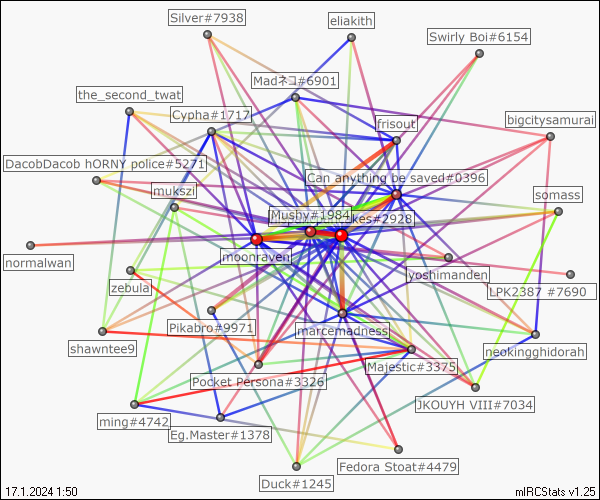 Silver#7938
eliakith
Swirly Boi#6154
Madネコ#6901
the_second_twat
Cypha#1717
frisout
bigcitysamurai
DacobDacob hORNY police#5271
Can anything be saved#0396
mukszi
somass
Mushy#1984
kes#2928
moonraven
normalwan
yoshimanden
zebula
LPK2387 #7690
Pikabro#9971
marcemadness
shawntee9
neokingghidorah
Majestic#3375
Pocket Persona#3326
JKOUYH VIII#7034
ming#4742
Eg.Master#1378
Fedora Stoat#4479
Duck#1245
17.1.2024 1:50
mIRCStats v1.25